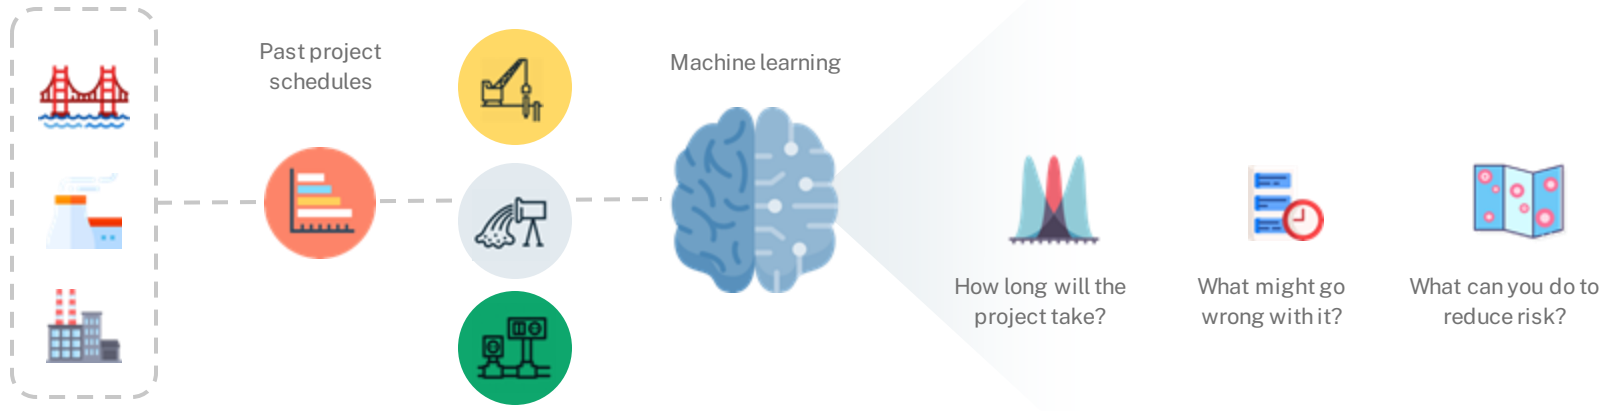 Past project
schedules
Machine learning
How long will the
project take?
What might go
wrong with it?
What can you do to
reduce risk?